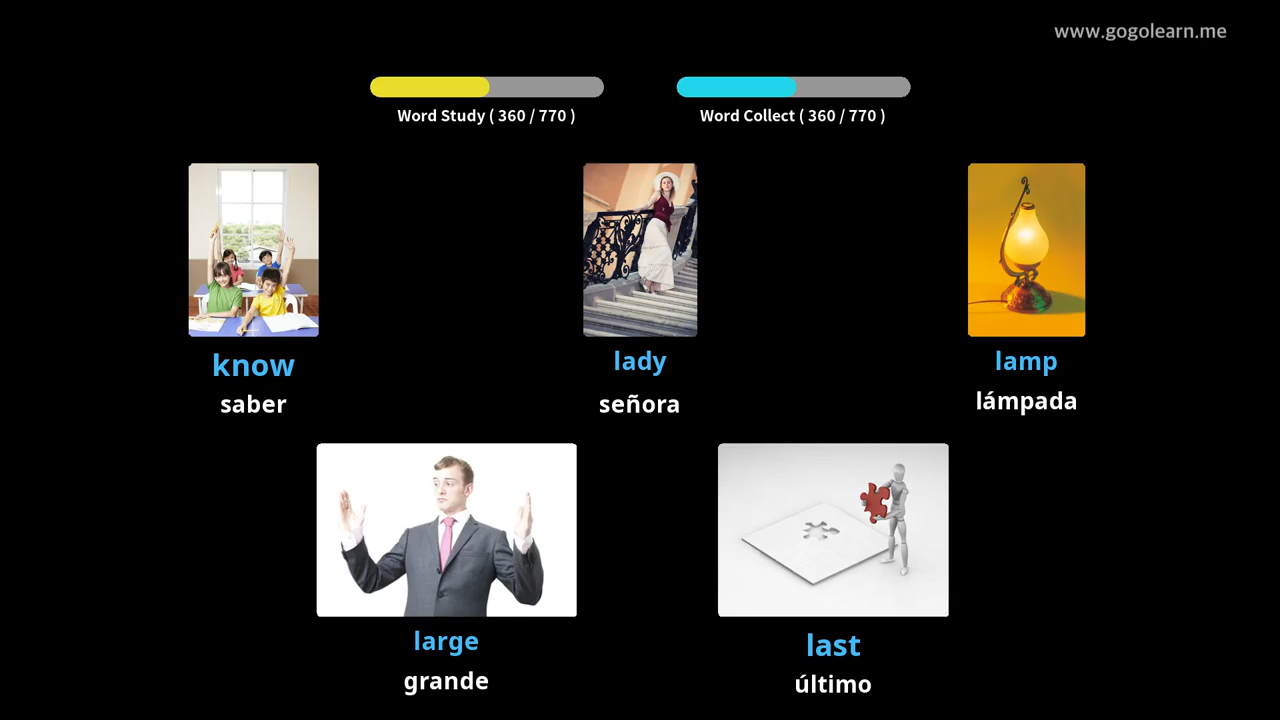 www.gogolearn.me
Word Study ( 360 / 770 )
Word Collect ( 360 / 770 )
know
saber
lady
señora
lamp
lámpada
large
grande
last
último